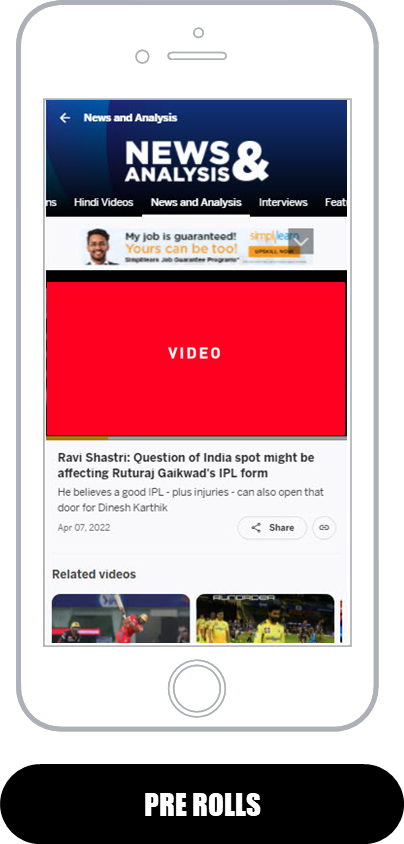 News and Analysis
NEWS &
ANALYSIS
ns Hindi Videos News and Analysis Interviews Feat
My job is guaranteed!
Yours can be too!
Simplilearn Job Guarantee Programs*
simplilearn
UPSKILL NOW
VIDEO
Ravi Shastri: Question of India spot might be
affecting Ruturaj Gaikwad's IPL form
He believes a good IPL - plus injuries - can also open that
door for Dinesh Karthik
Apr 07, 2022
Share
Related videos
PRE ROLLS